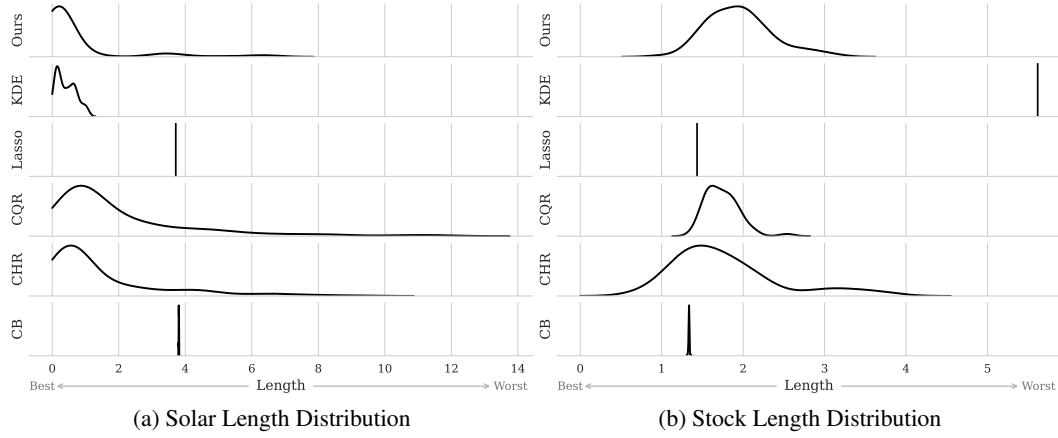 Ours
KDE
Lasso
CQR
CHR
CB
0 2 4 6 8 10 12 14
Best Length Worst
(a) Solar Length Distribution
Ours
KDE
Lasso
CQR
CHR
CB
0 1 2 3 4 5
Best Length Worst
(b) Stock Length Distribution